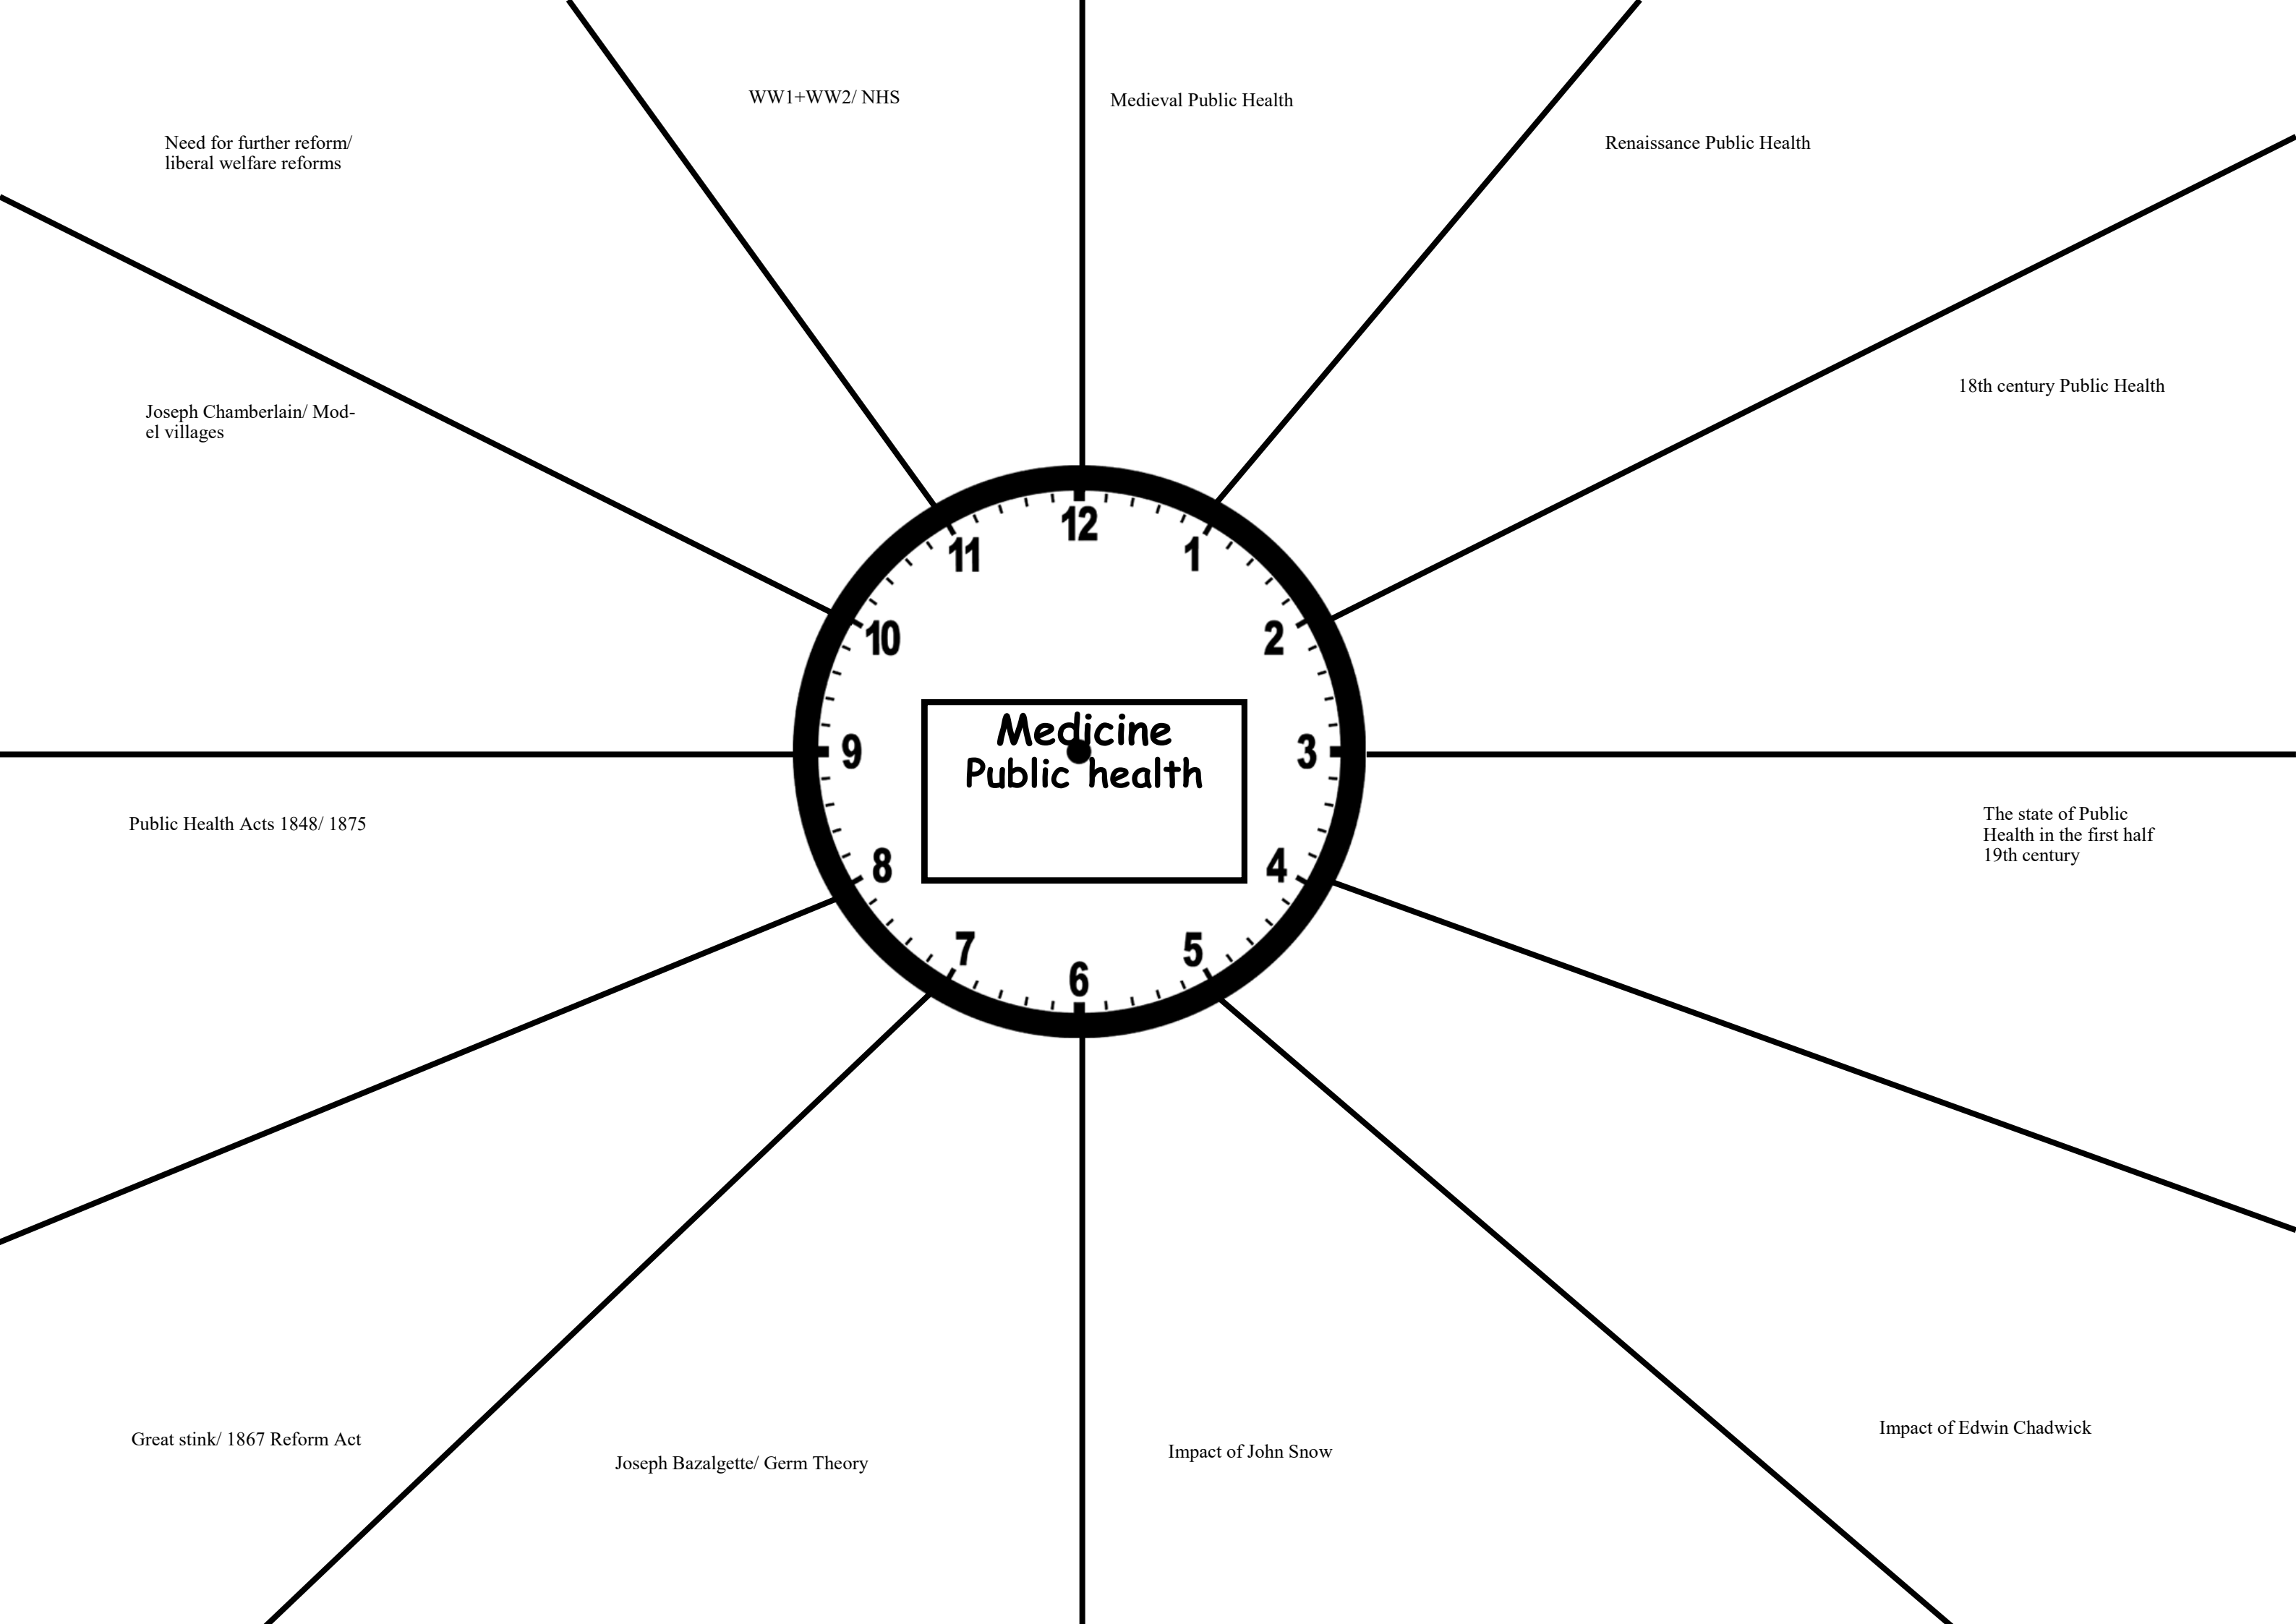 WW1+WW2/ NHS
Medieval Public Health
Need for further reform/
liberal welfare reforms
Renaissance Public Health
18th century Public Health
Joseph Chamberlain/ Mod-
el villages
12
11
1
10
2
9
3
Medicine
Public health
8
4
7
5
6
Public Health Acts 1848/ 1875
The state of Public
Health in the first half
19th century
Great stink/ 1867 Reform Act
Joseph Bazalgette/ Germ Theory
Impact of John Snow
Impact of Edwin Chadwick